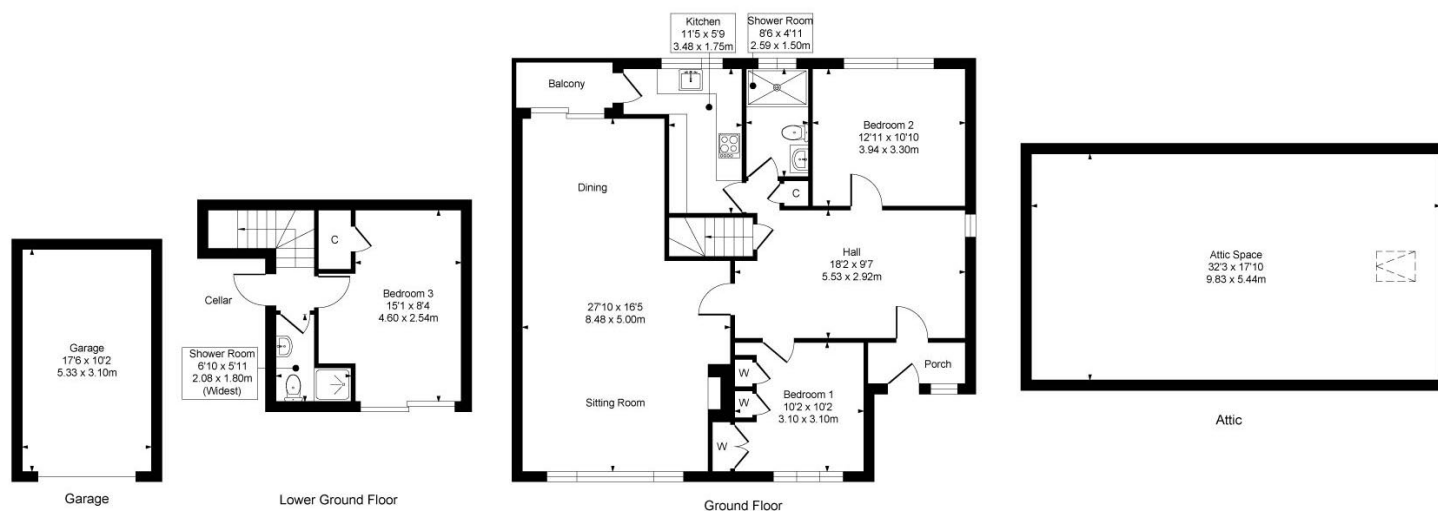 Garage
17'6 x 10'2
5.33 x 3.10m
Garage
C
Cellar
Bedroom 3
15'1 x 8'4
4.60 x 2.54m
Shower Room
6'10 x 5'11
2.08 x 1.80m
(Widest)
Lower Ground Floor
Kitchen
11'5 x 5'9
3.48 x 1.75m
Shower Room
8'6 x 4'11
2.59 x 1.50m
Balcony
Bedroom 2
12'11 x 10'10
3.94 x 3.30m
Dining
C
Hall
18'2 x 9'7
5.53 x 2.92m
27'10 x 16'5
8.48 x 5.00m
Sitting Room
W
W
W
Bedroom 1
10'2 x 10'2
3.10 x 3.10m
Porch
Ground Floor
Attic Space
32'3 x 17'10
9.83 x 5.44m
Attic